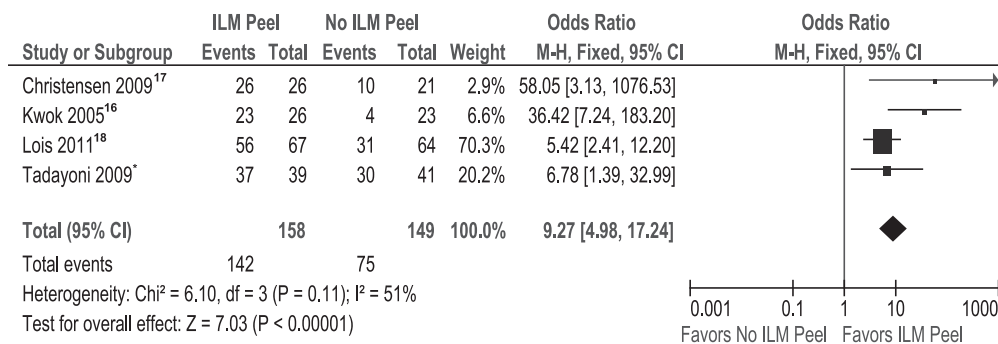 ILM Peel No ILM Peel Odds Ratio Odds Ratio
Study or Subgroup Events Total Events Total Weight M-H, Fixed, 95% CI M-H, Fixed, 95% CI
Christensen 2009¹⁷ 26 26 10 21 2.9% 58.05 [3.13, 1076.53]
Kwok 2005¹⁶ 23 26 4 23 6.6% 36.42 [7.24, 183.20]
Lois 2011¹⁸ 56 67 31 64 70.3% 5.42 [2.41, 12.20]
Tadayoni 2009* 37 39 30 41 20.2% 6.78 [1.39, 32.99]
Total (95% CI) 158 149 100.0% 9.27 [4.98, 17.24]
Total events 142 75
Heterogeneity: Chi² = 6.10, df = 3 (P = 0.11); I² = 51%
Test for overall effect: Z = 7.03 (P < 0.00001)
0.001 0.1 1 10 1000
Favors No ILM Peel Favors ILM Peel